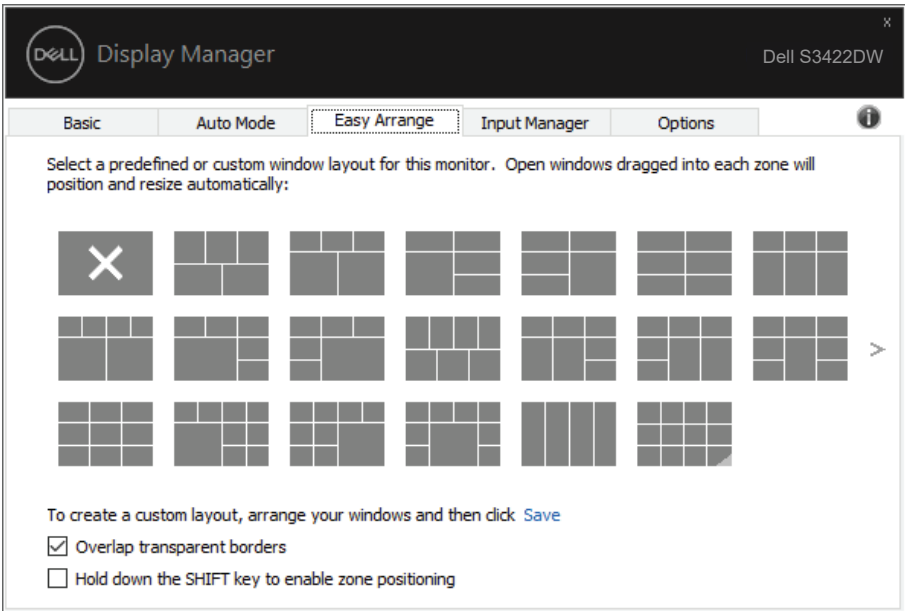 x
DELL Display Manager
Dell S3422DW
Basic Auto Mode Easy Arrange Input Manager Options
Select a predefined or custom window layout for this monitor. Open windows dragged into each zone will
position and resize automatically:
>
To create a custom layout, arrange your windows and then click Save
Overlap transparent borders
Hold down the SHIFT key to enable zone positioning